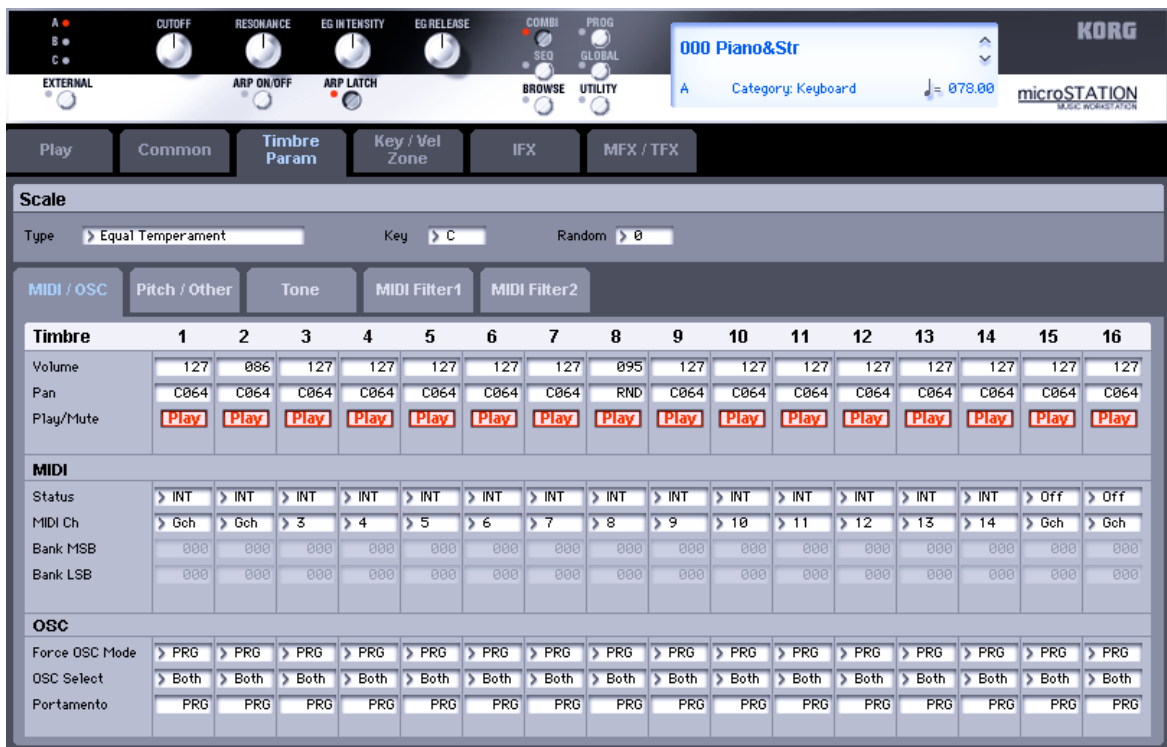 A CUTOFF RESONANCE EG INTENSITY EG RELEASE COMBI PROG KORG
B
C SEQ GLOBAL
000 Piano&Str
EXTERNAL ARP ON/OFF ARP LATCH BROWSE UTILITY
A Category: Keyboard ♩= 078.00 microSTATION
MUSIC WORKSTATION
Play Common Timbre Param Key / Vel Zone IFX MFX / TFX
Scale
Type > Equal Temperament Key > C Random > 0
MIDI / OSC Pitch / Other Tone MIDI Filter1 MIDI Filter2
Timbre 1 2 3 4 5 6 7 8 9 10 11 12 13 14 15 16
Volume 127 086 127 127 127 127 127 095 127 127 127 127 127 127 127 127
Pan C064 C064 C064 C064 C064 C064 C064 RND C064 C064 C064 C064 C064 C064 C064 C064
Play/Mute Play Play Play Play Play Play Play Play Play Play Play Play Play Play Play Play
MIDI
Status > INT > INT > INT > INT > INT > INT > INT > INT > INT > INT > INT > INT > INT > INT > Off > Off
MIDI Ch > Gch > Gch > 3 > 4 > 5 > 6 > 7 > 8 > 9 > 10 > 11 > 12 > 13 > 14 > Gch > Gch
Bank MSB 000 000 000 000 000 000 000 000 000 000 000 000 000 000 000 000
Bank LSB 000 000 000 000 000 000 000 000 000 000 000 000 000 000 000 000
OSC
Force OSC Mode > PRG > PRG > PRG > PRG > PRG > PRG > PRG > PRG > PRG > PRG > PRG > PRG > PRG > PRG > PRG > PRG
OSC Select > Both > Both > Both > Both > Both > Both > Both > Both > Both > Both > Both > Both > Both > Both > Both > Both
Portamento PRG PRG PRG PRG PRG PRG PRG PRG PRG PRG PRG PRG PRG PRG PRG PRG